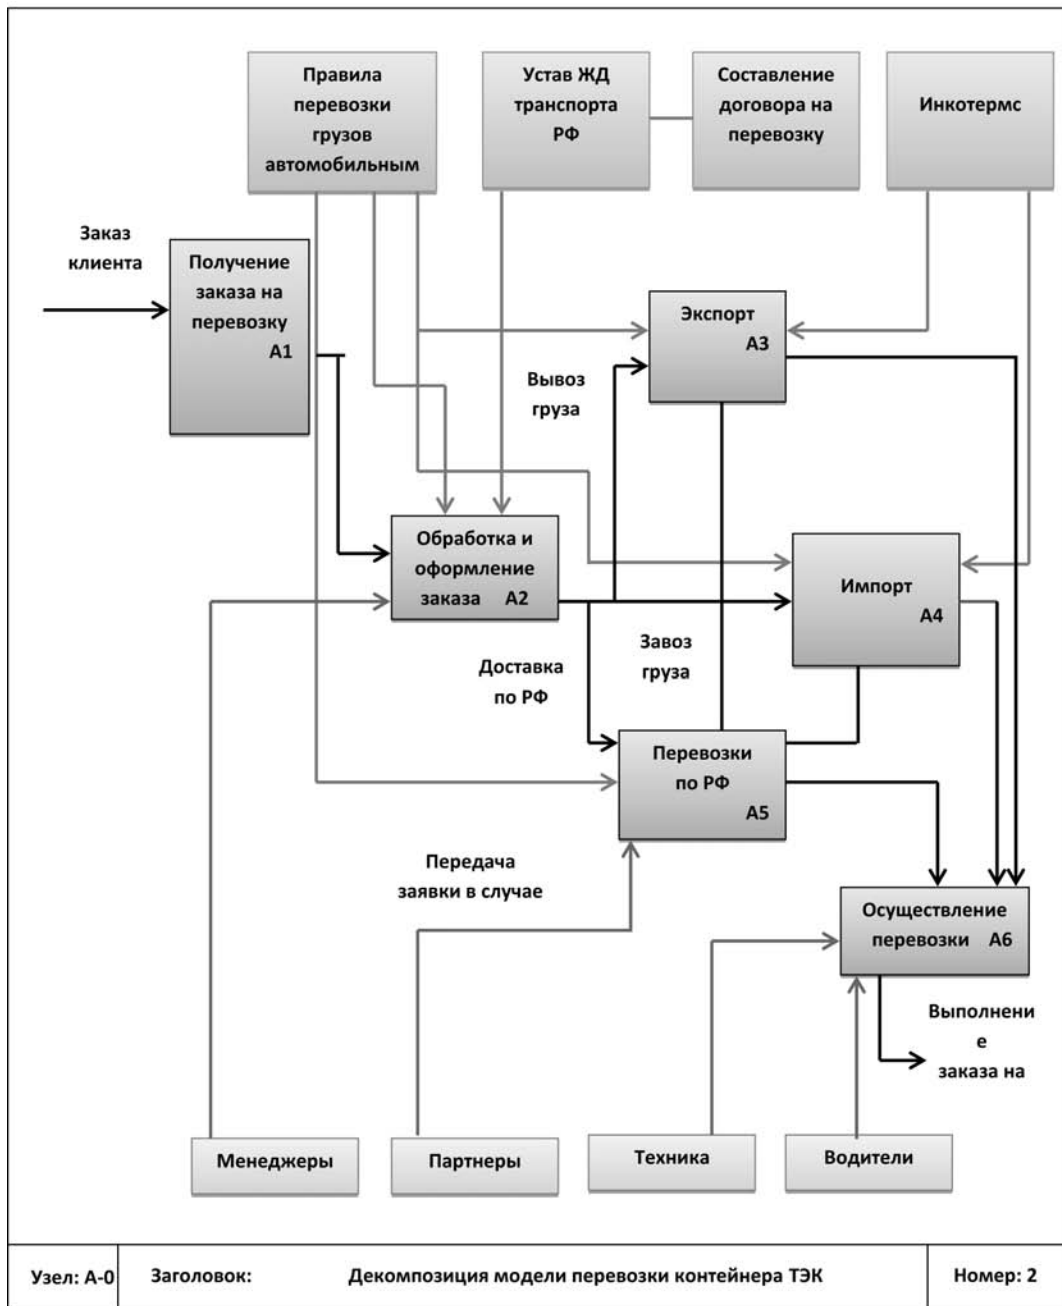 Правила
перевозки
грузов
автомобильным
Устав ЖД
транспорта
РФ
Составление
договора на
перевозку
Инкотермс
Заказ
клиента
Получение
заказа на
перевозку
А1
Экспорт
А3
Вывоз
груза
Обработка и
оформление
заказа А2
Импорт
А4
Завоз
груза
Доставка
по РФ
Перевозки
по РФ
А5
Передача
заявки в случае
Осуществление
перевозки А6
Выполнени
е
заказа на
Менеджеры
Партнеры
Техника
Водители
Узел: А-0
Заголовок: Декомпозиция модели перевозки контейнера ТЭК
Номер: 2